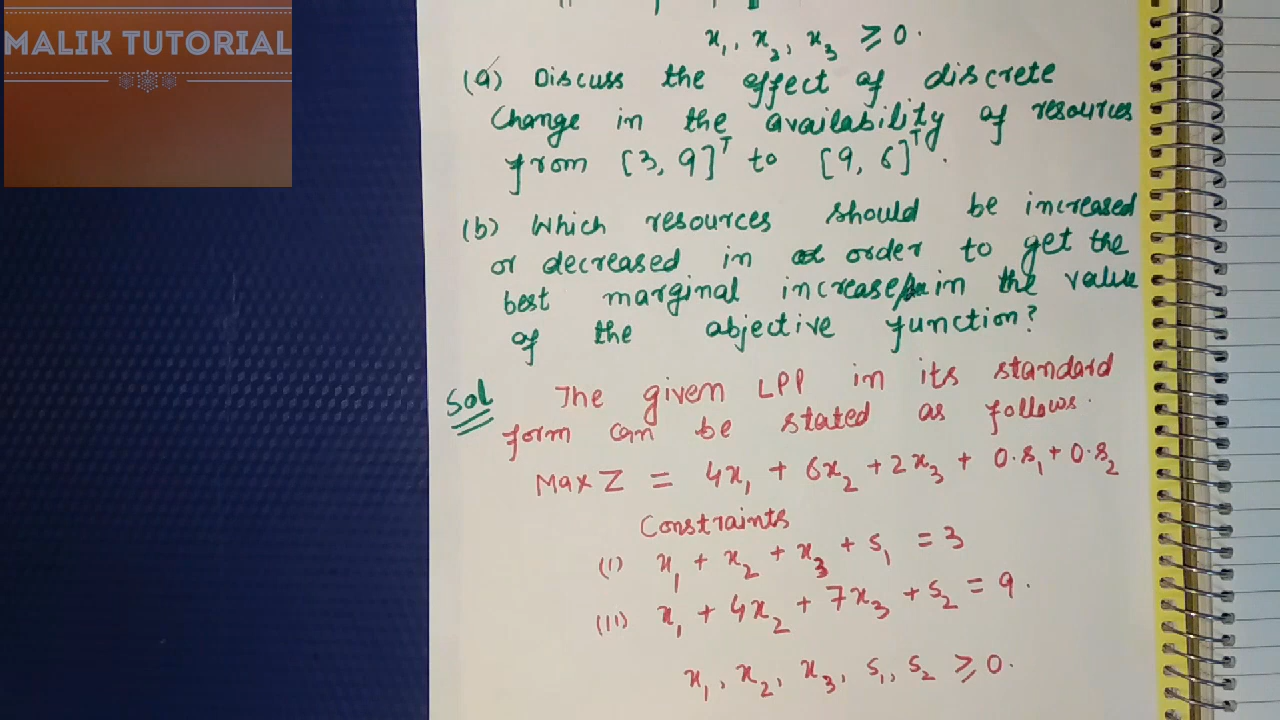 MALIK TUTORIAL
x₁, x₂, x₃ ⩾ 0.
(a) Discuss the effect of discrete
Change in the availability of resources
from [3, 9]ᵀ to [9, 6]ᵀ.
(b) Which resources should be increased
or decreased in order to get the
best marginal increase in the value
of the abjective function?
Sol The given LPP in its standard
form can be stated as follows.
Max Z = 4x₁ + 6x₂ + 2x₃ + 0.s₁ + 0.s₂
Constraints
(I) x₁ + x₂ + x₃ + s₁ = 3
(II) x₁ + 4x₂ + 7x₃ + s₂ = 9.
x₁, x₂, x₃, s₁, s₂ ⩾ 0.